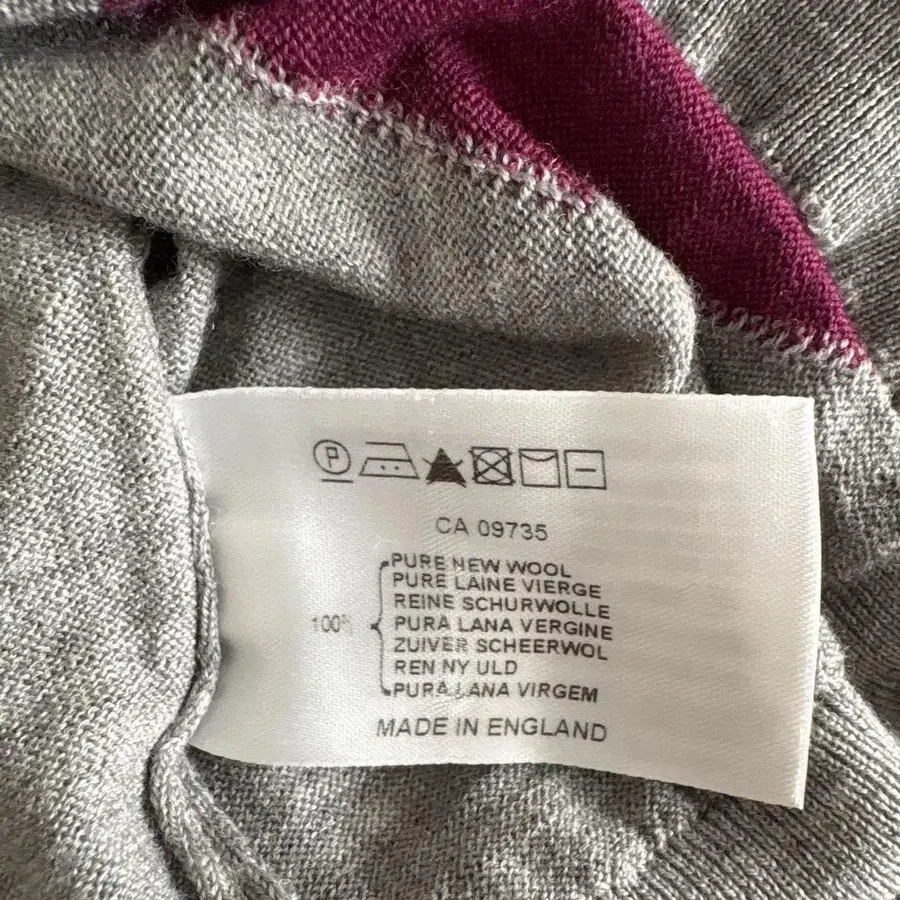 P
CA 09735
PURE NEW WOOL
PURE LAINE VIERGE
REINE SCHURWOLLE
100% PURA LANA VERGINE
ZUIVER SCHEERWOL
REN NY ULD
PURA LANA VIRGEM
MADE IN ENGLAND